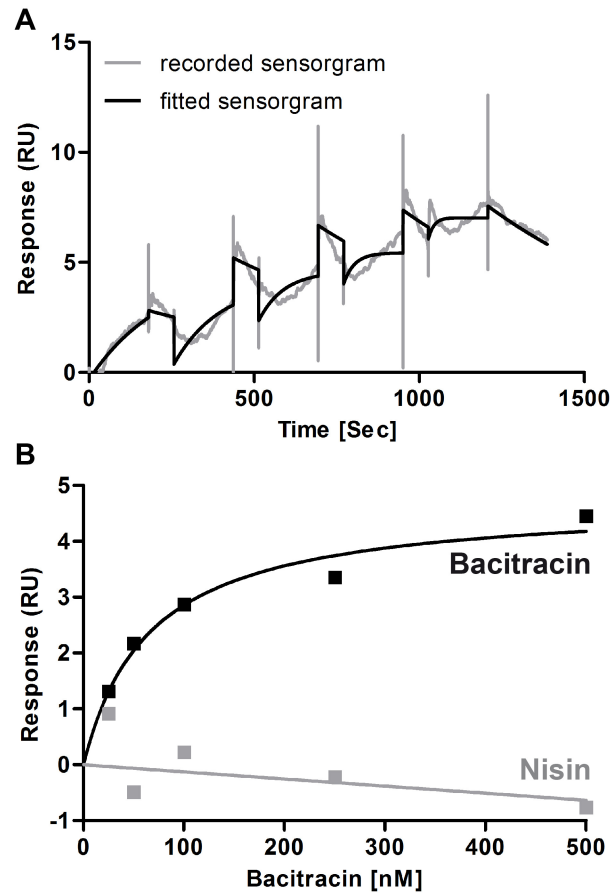 A
15
recorded sensorgram
fitted sensorgram
10
Response (RU)
5
0
0 500 1000 1500
Time [Sec]
B
5
4
Bacitracin
3
Response (RU)
2
1
0
Nisin
-1
0 100 200 300 400 500
Bacitracin [nM]